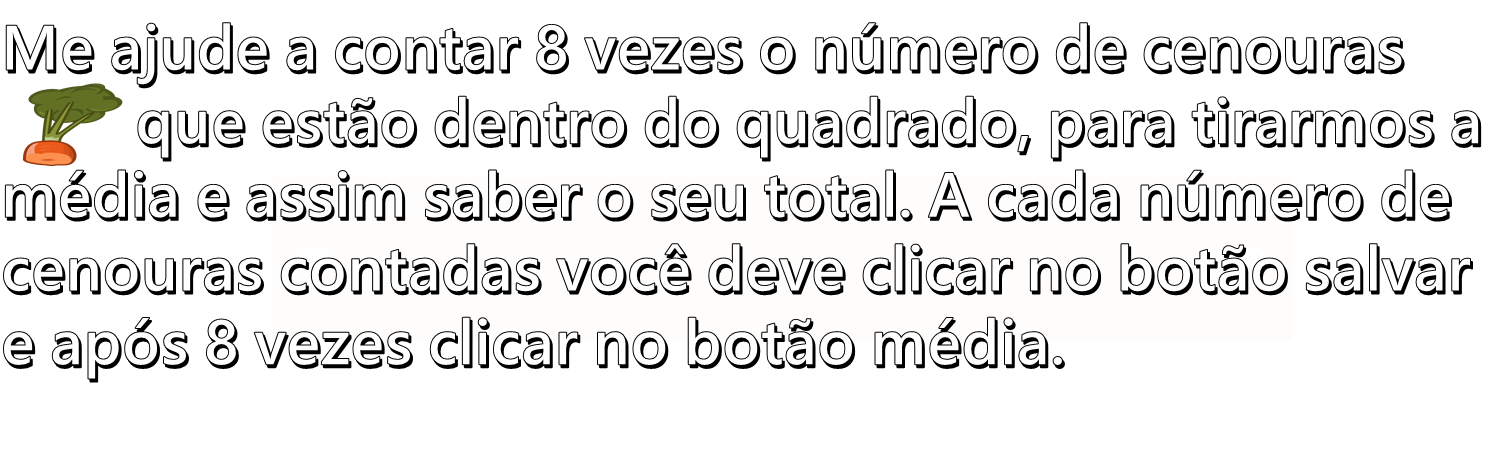 Me ajude a contar 8 vezes o número de cenouras
que estão dentro do quadrado, para tirarmos a
média e assim saber o seu total. A cada número de
cenouras contadas você deve clicar no botão salvar
e após 8 vezes clicar no botão média.